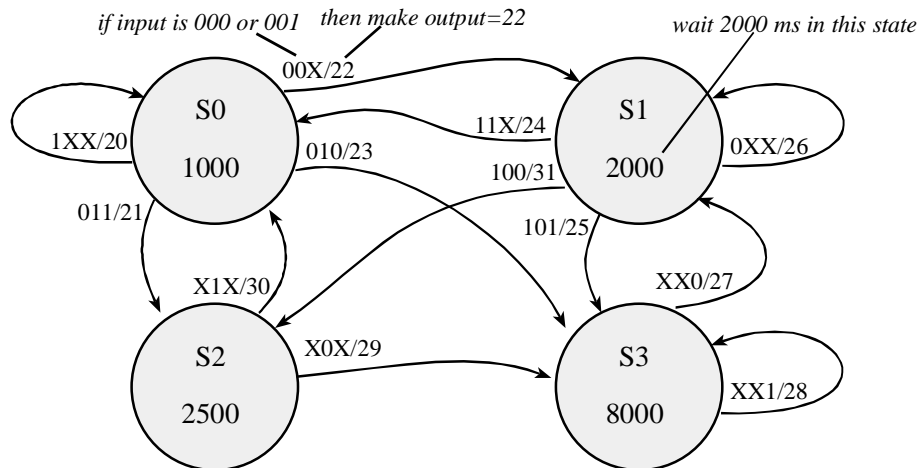 if input is 000 or 001
then make output=22
wait 2000 ms in this state
00X/22
S0
S1
1XX/20
11X/24
0XX/26
1000
010/23
2000
100/31
011/21
101/25
X1X/30
XX0/27
S2
X0X/29
S3
2500
8000
XX1/28